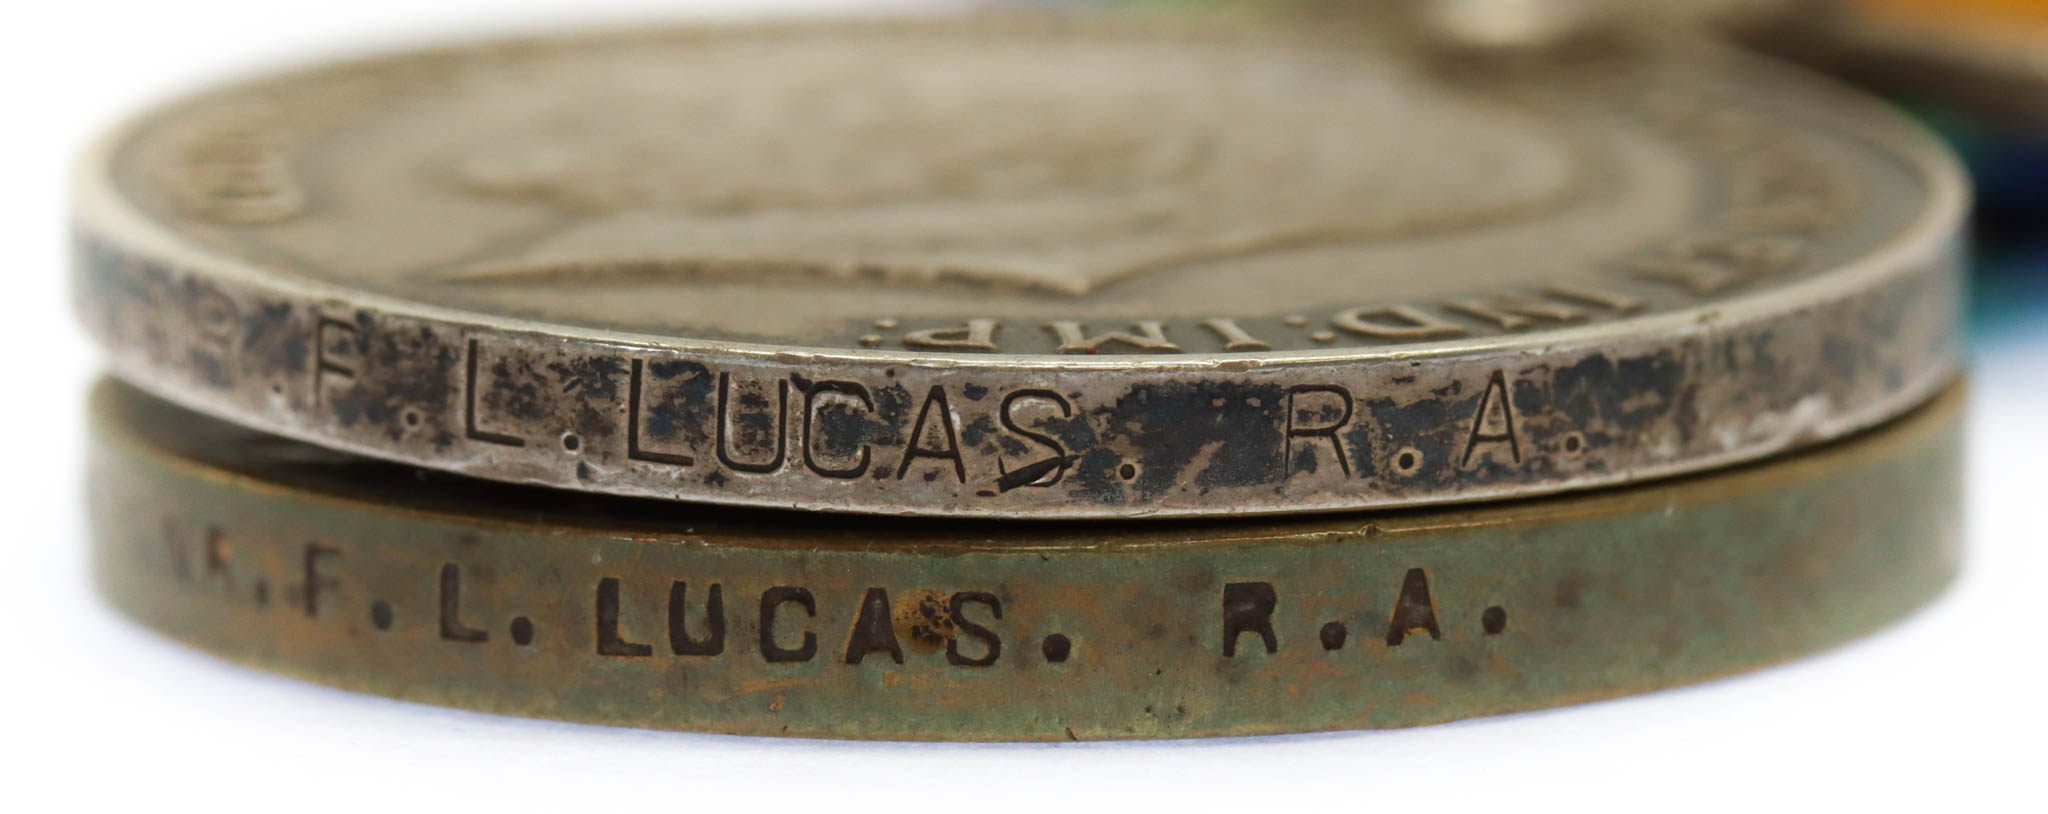 IND: IMP:
F. L. LUCAS. R. A.
F. L. LUCAS. R. A.